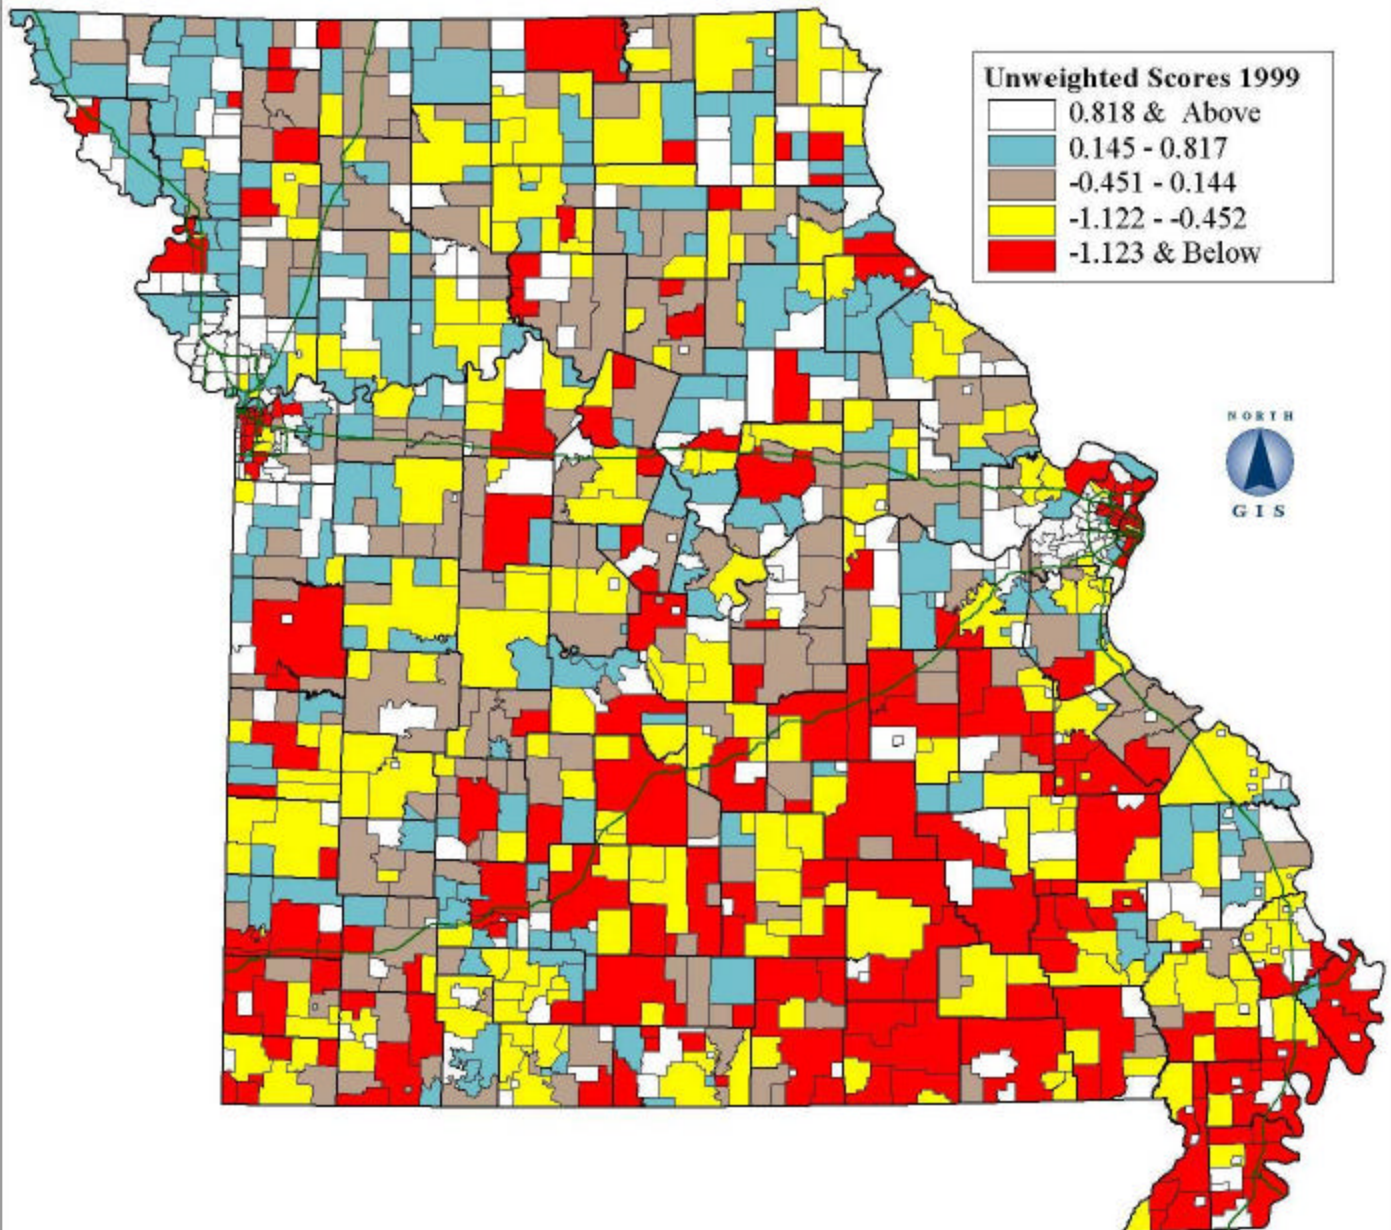 Unweighted Scores 1999
0.818 & Above
0.145 - 0.817
-0.451 - 0.144
-1.122 - -0.452
-1.123 & Below
NORTH
GIS